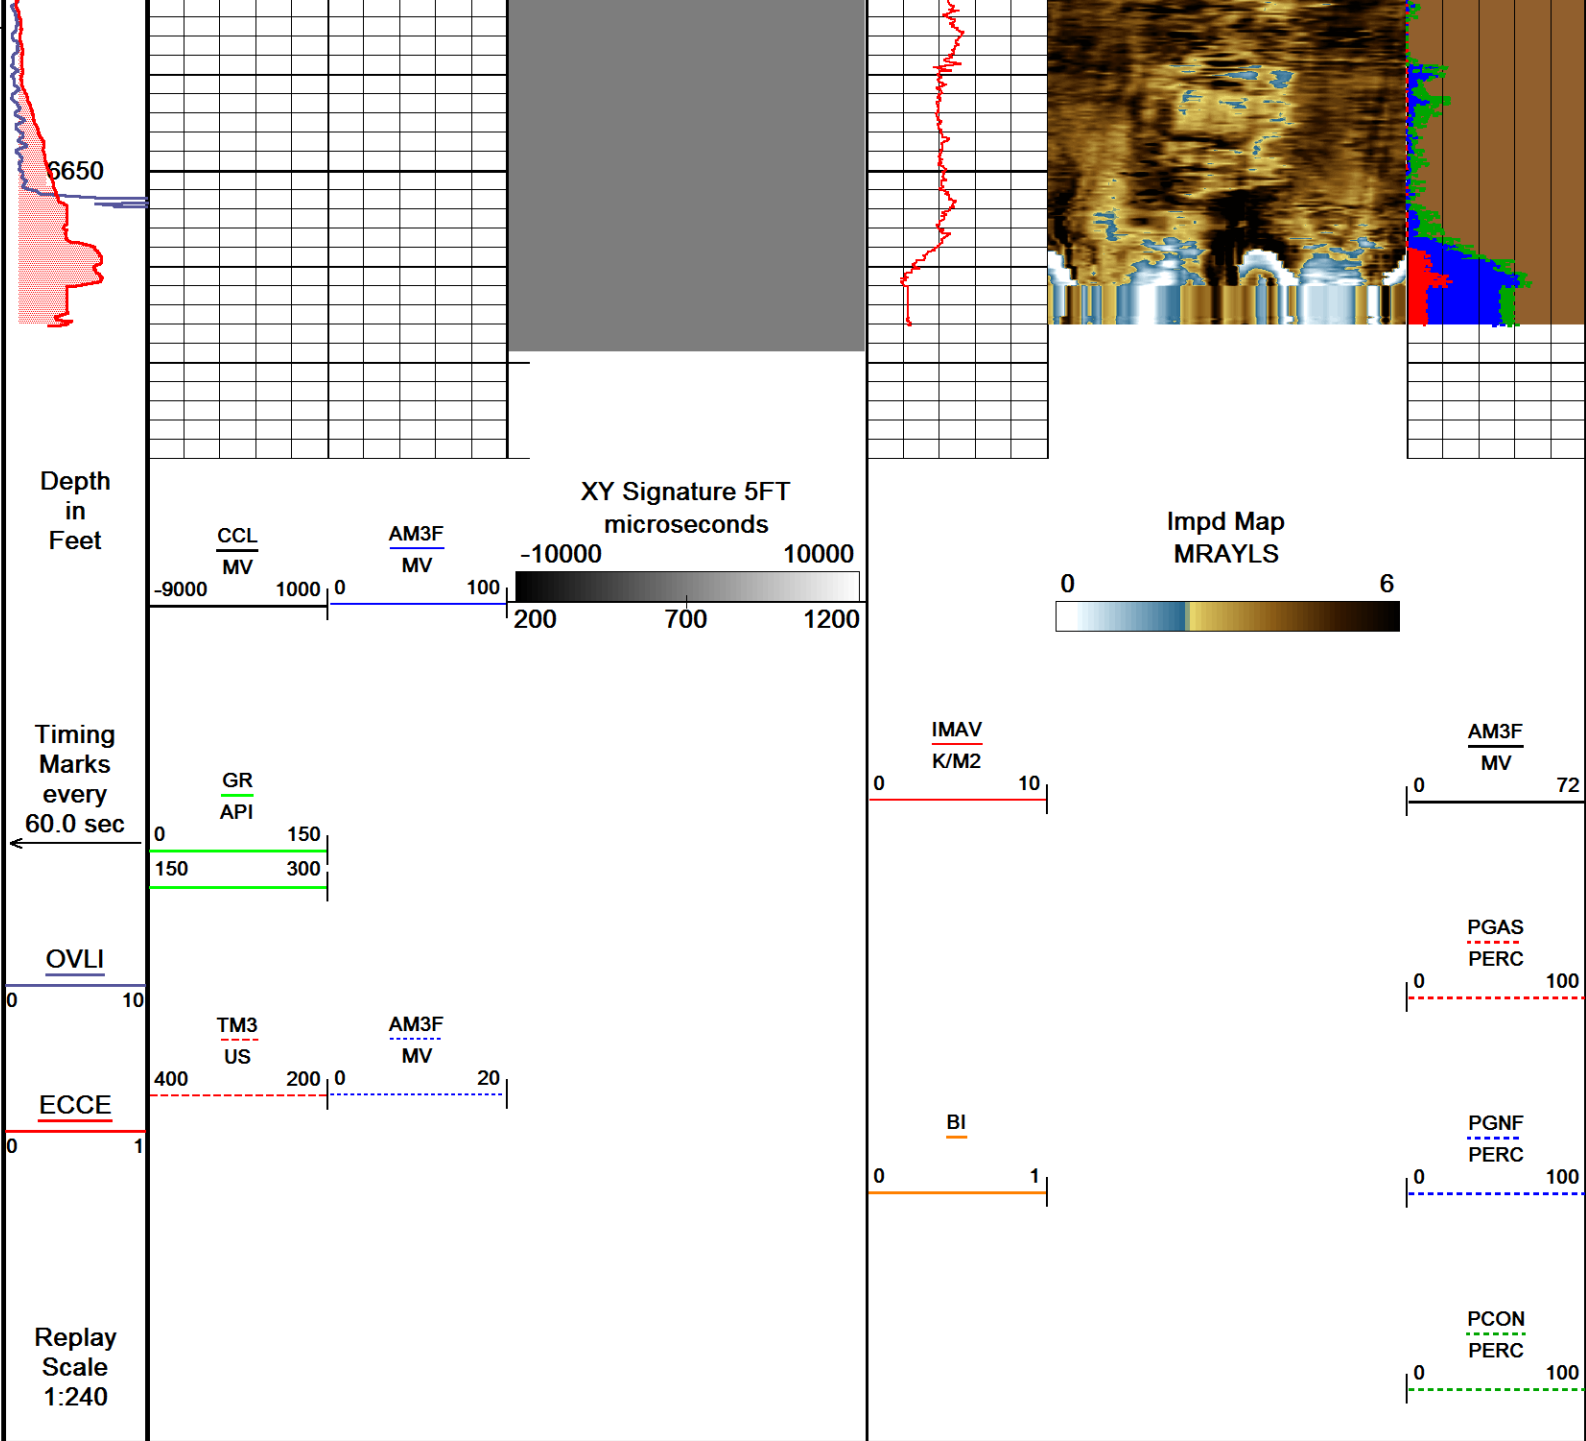 6650
Depth
in
Feet
CCL
MV
-9000 1000
AM3F
MV
0 100
XY Signature 5FT
microseconds
-10000 10000
200 700 1200
Impd Map
MRAYLS
0 6
Timing
Marks
every
60.0 sec
GR
API
0 150
150 300
IMAV
K/M2
0 10
AM3F
MV
0 72
OVLI
0 10
PGAS
PERC
0 100
TM3
US
400 200
AM3F
MV
0 20
ECCE
0 1
BI
0 1
PGNF
PERC
0 100
Replay
Scale
1:240
PCON
PERC
0 100